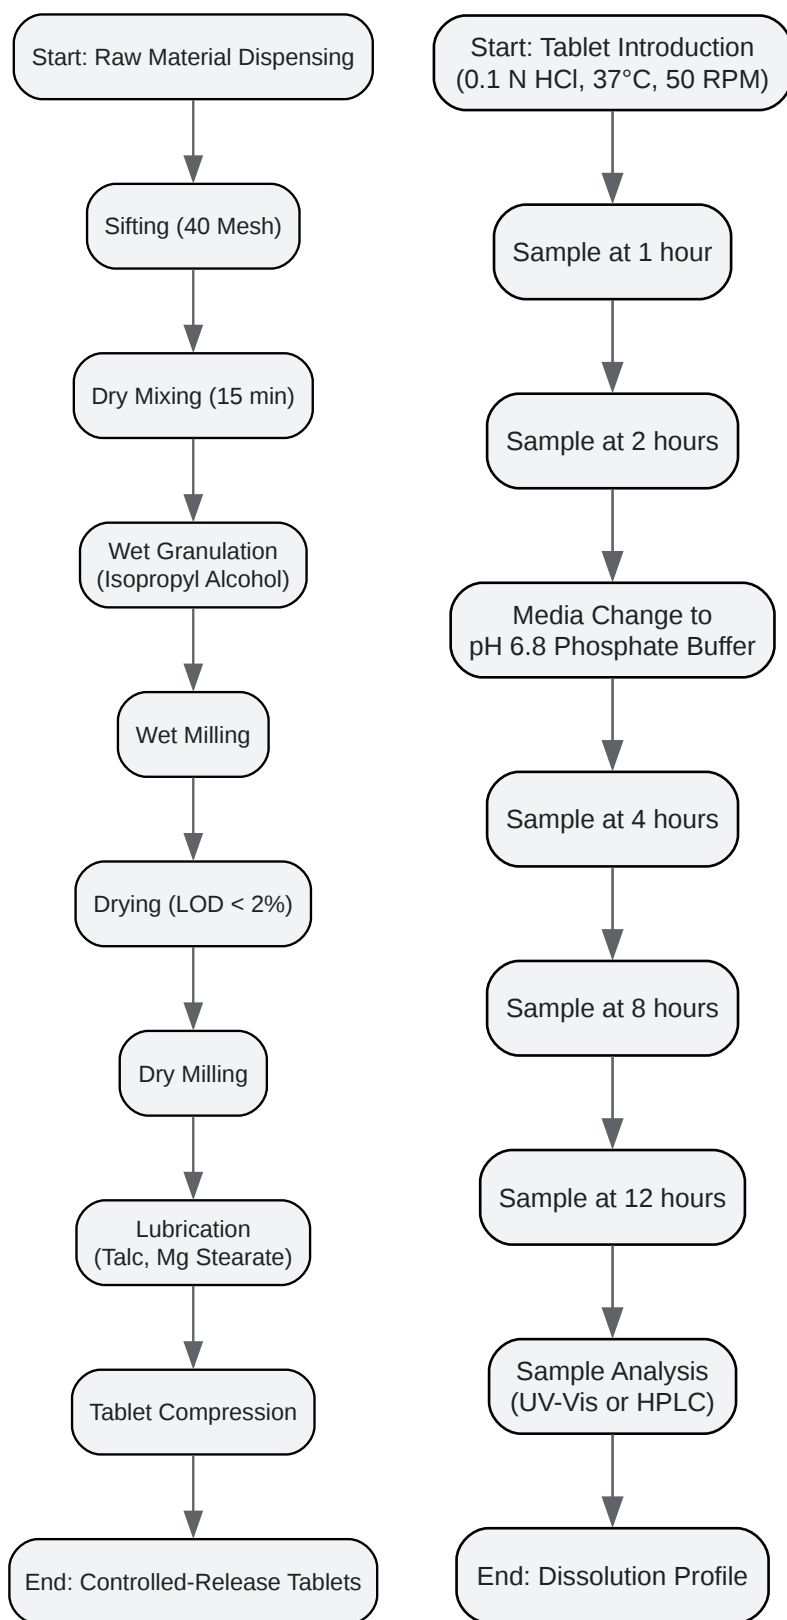 Start: Raw Material Dispensing
Sifting (40 Mesh)
Dry Mixing (15 min)
Wet Granulation
(Isopropyl Alcohol)
Wet Milling
Drying (LOD < 2%)
Dry Milling
Lubrication
(Talc, Mg Stearate)
Tablet Compression
End: Controlled-Release Tablets
Start: Tablet Introduction
(0.1 N HCl, 37°C, 50 RPM)
Sample at 1 hour
Sample at 2 hours
Media Change to
pH 6.8 Phosphate Buffer
Sample at 4 hours
Sample at 8 hours
Sample at 12 hours
Sample Analysis
(UV-Vis or HPLC)
End: Dissolution Profile